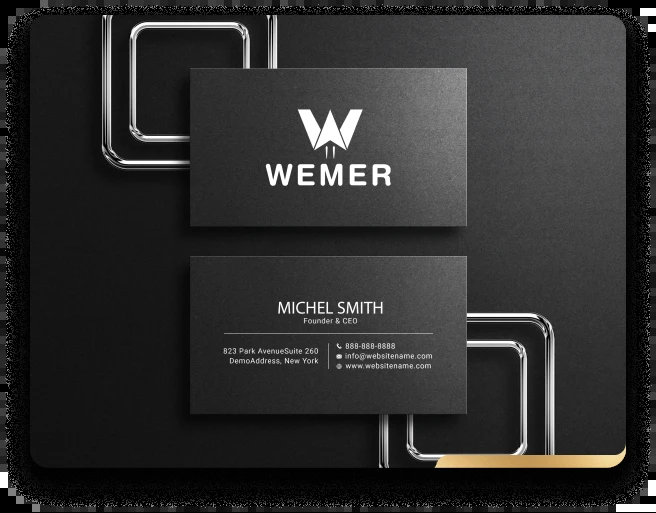 WEMER
MICHEL SMITH
Founder & CEO
823 Park AvenueSuite 260
DemoAddress, New York
888-888-8888
info@websitename.com
www.websitename.com